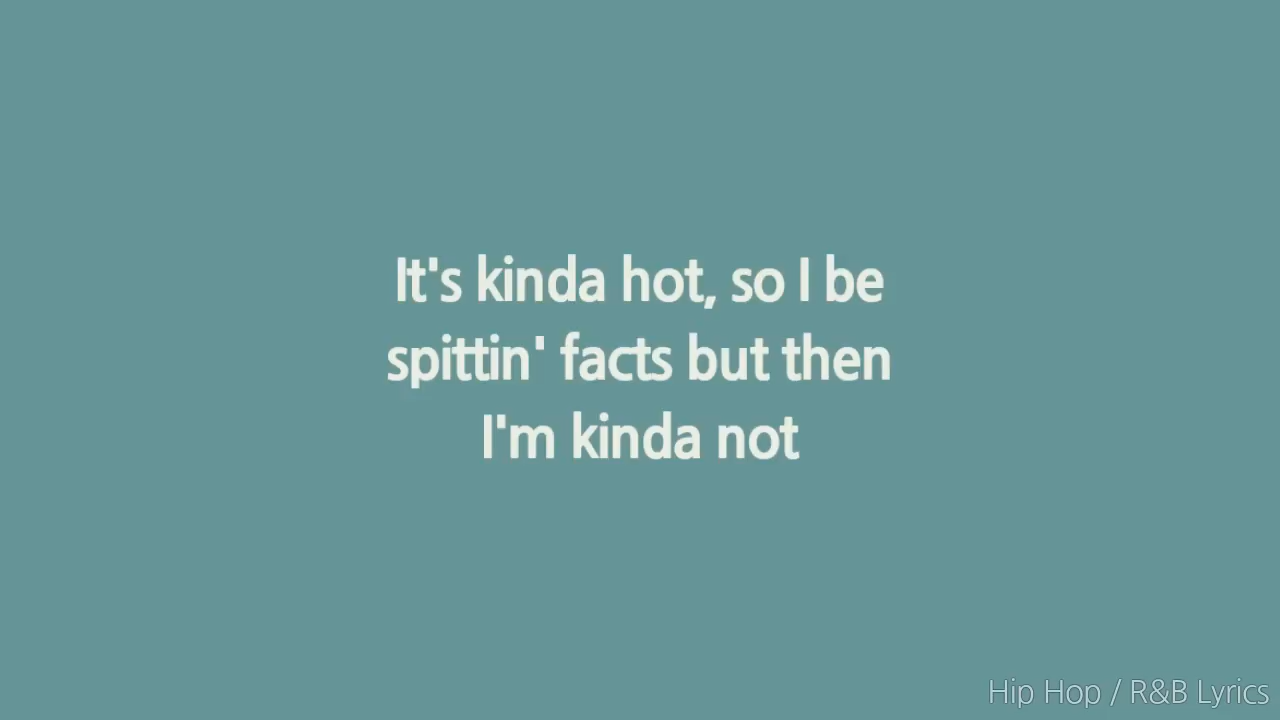 It's kinda hot, so I be
spittin' facts but then
I'm kinda not
Hip Hop / R&B Lyrics